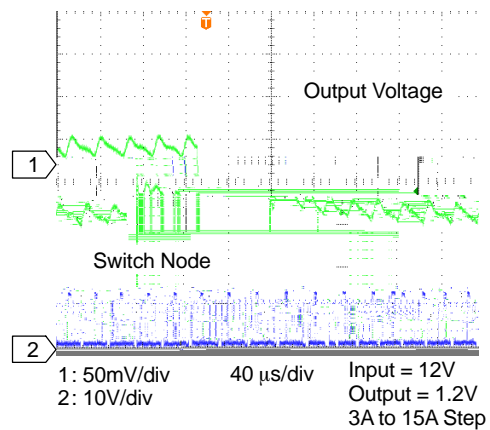 T
Output Voltage
1
Switch Node
2
1: 50mV/div
40 μs/div
Input = 12V
2: 10V/div
Output = 1.2V
3A to 15A Step